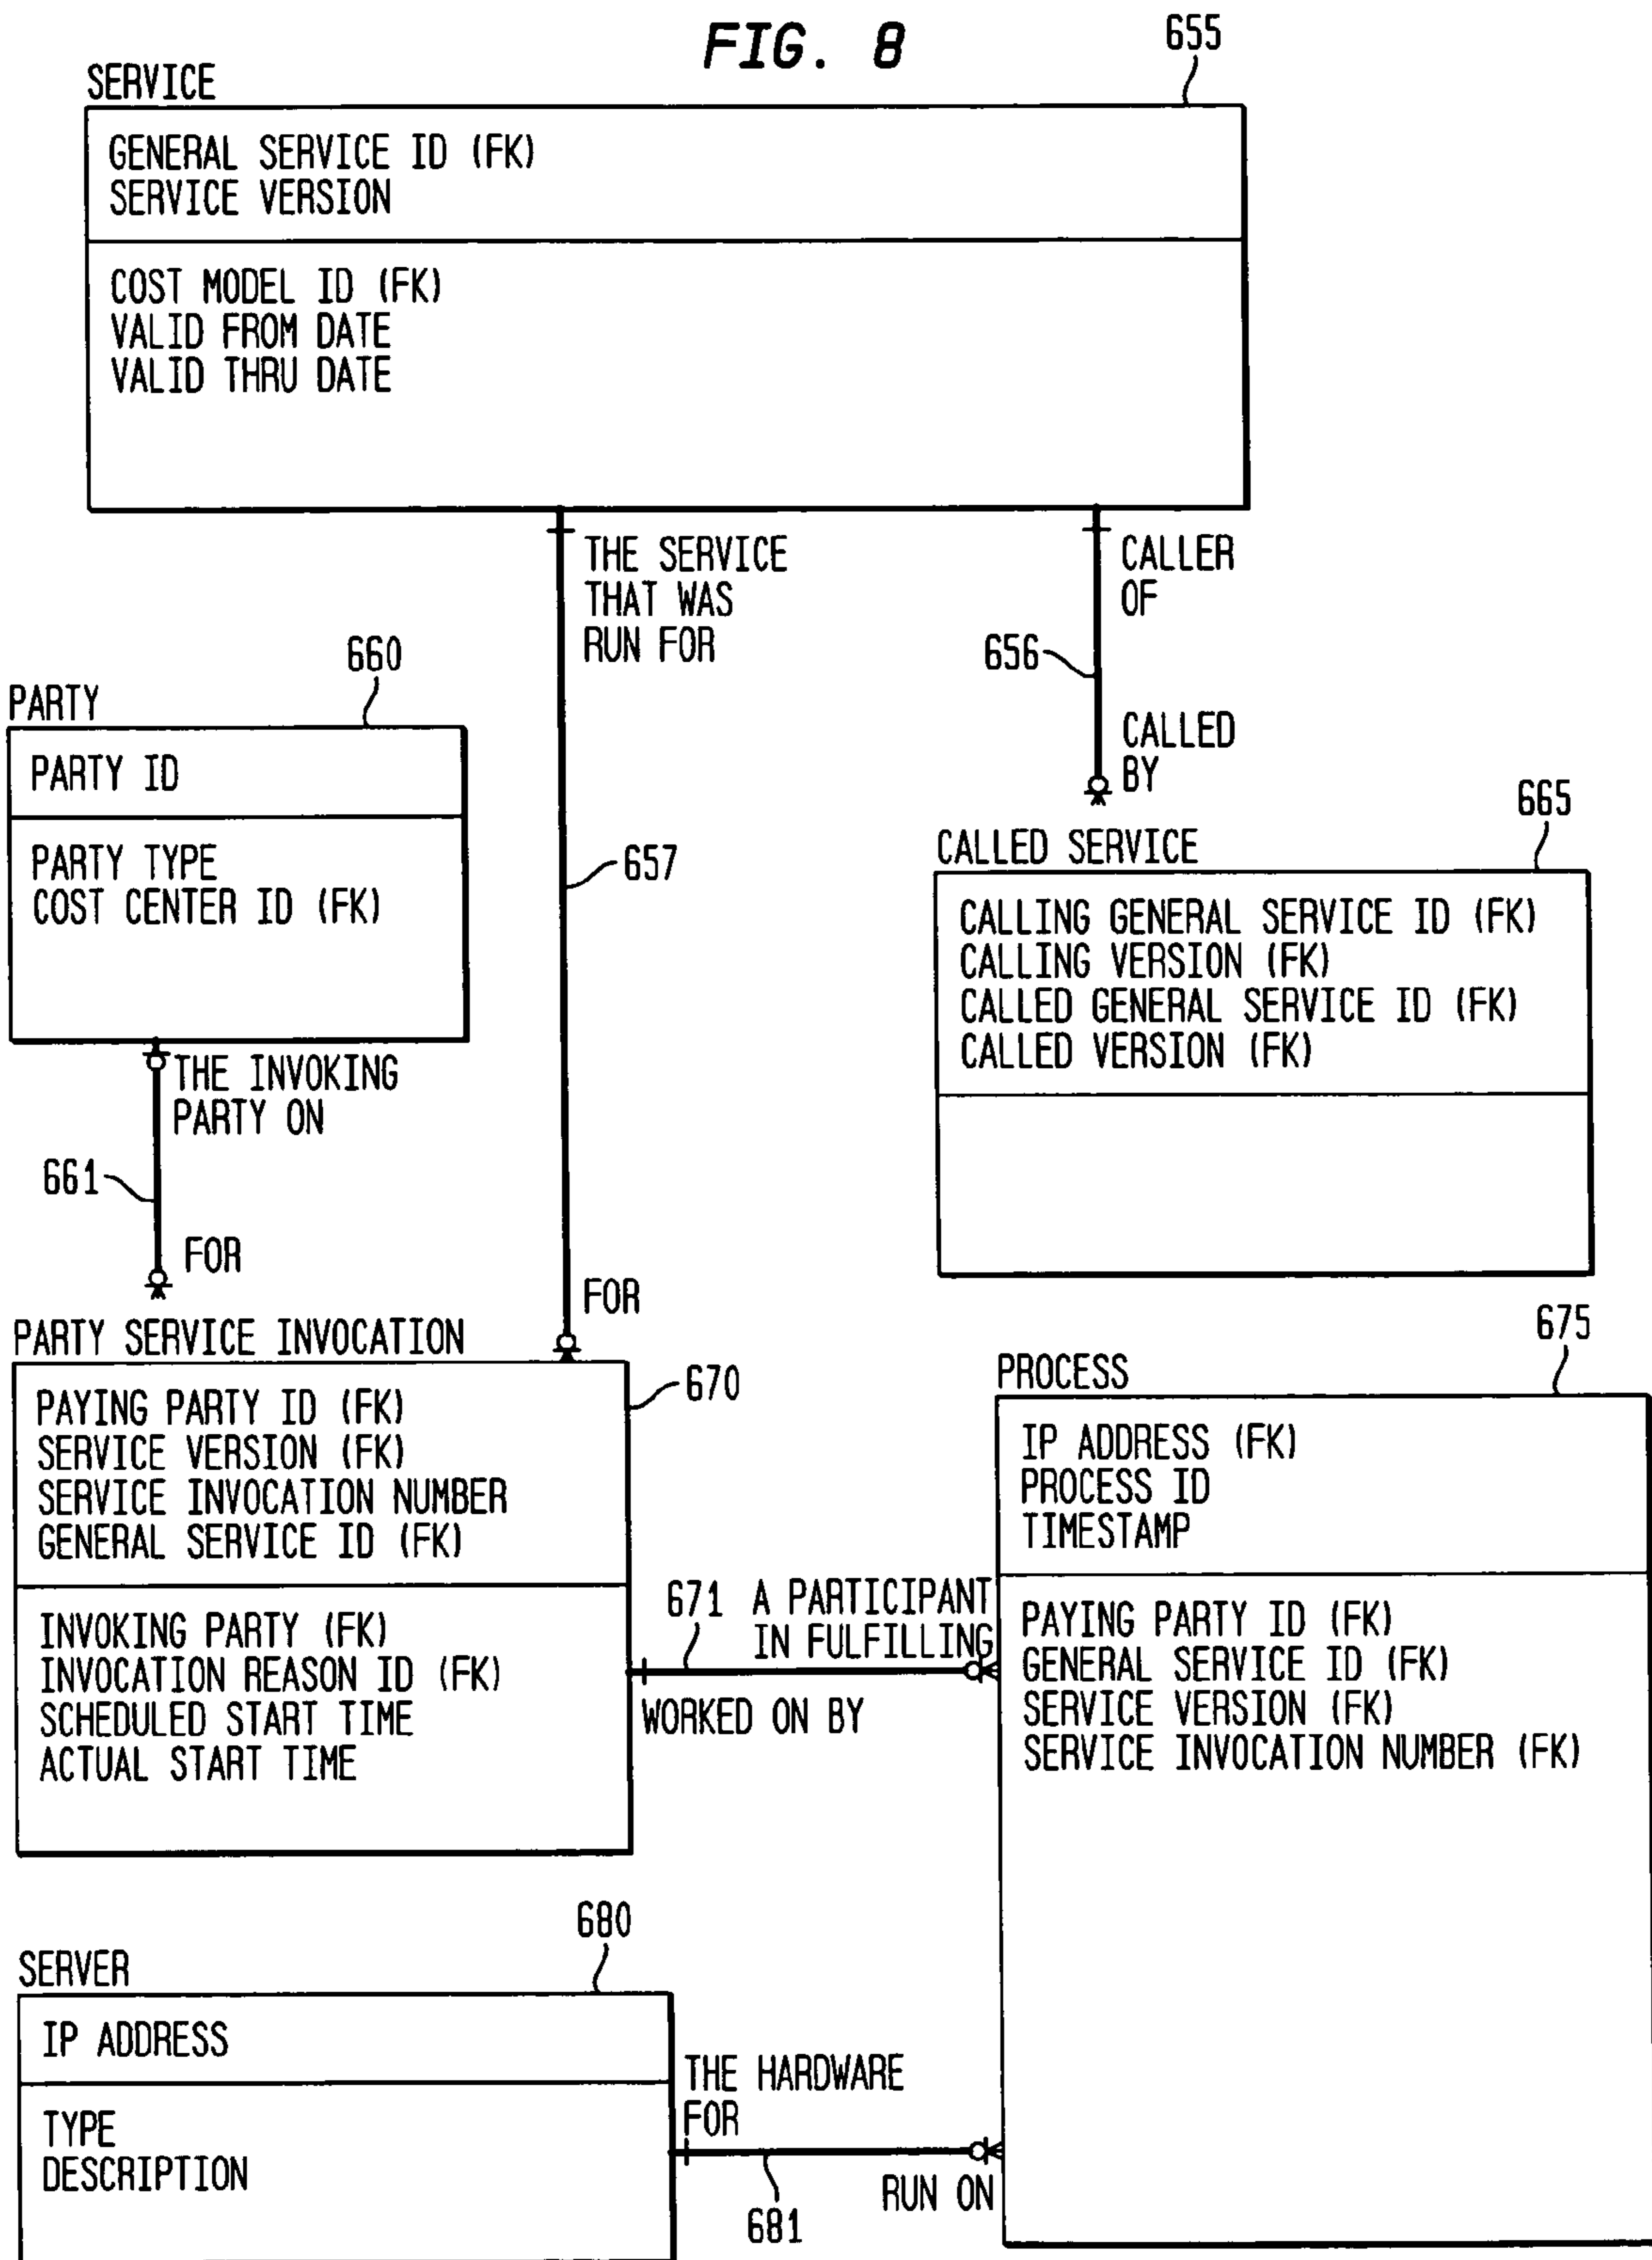 FIG. 8
655
SERVICE
GENERAL SERVICE ID (FK)
SERVICE VERSION
COST MODEL ID (FK)
VALID FROM DATE
VALID THRU DATE
THE SERVICE
THAT WAS
RUN FOR
CALLER
OF
656
CALLED
BY
660
PARTY
PARTY ID
PARTY TYPE
COST CENTER ID (FK)
657
THE INVOKING
PARTY ON
661
FOR
FOR
665
CALLED SERVICE
CALLING GENERAL SERVICE ID (FK)
CALLING VERSION (FK)
CALLED GENERAL SERVICE ID (FK)
CALLED VERSION (FK)
PARTY SERVICE INVOCATION
670
PAYING PARTY ID (FK)
SERVICE VERSION (FK)
SERVICE INVOCATION NUMBER
GENERAL SERVICE ID (FK)
INVOKING PARTY (FK)
INVOCATION REASON ID (FK)
SCHEDULED START TIME
ACTUAL START TIME
671 A PARTICIPANT
IN FULFILLING
WORKED ON BY
675
PROCESS
IP ADDRESS (FK)
PROCESS ID
TIMESTAMP
PAYING PARTY ID (FK)
GENERAL SERVICE ID (FK)
SERVICE VERSION (FK)
SERVICE INVOCATION NUMBER (FK)
680
SERVER
IP ADDRESS
TYPE
DESCRIPTION
THE HARDWARE
FOR
RUN ON
681